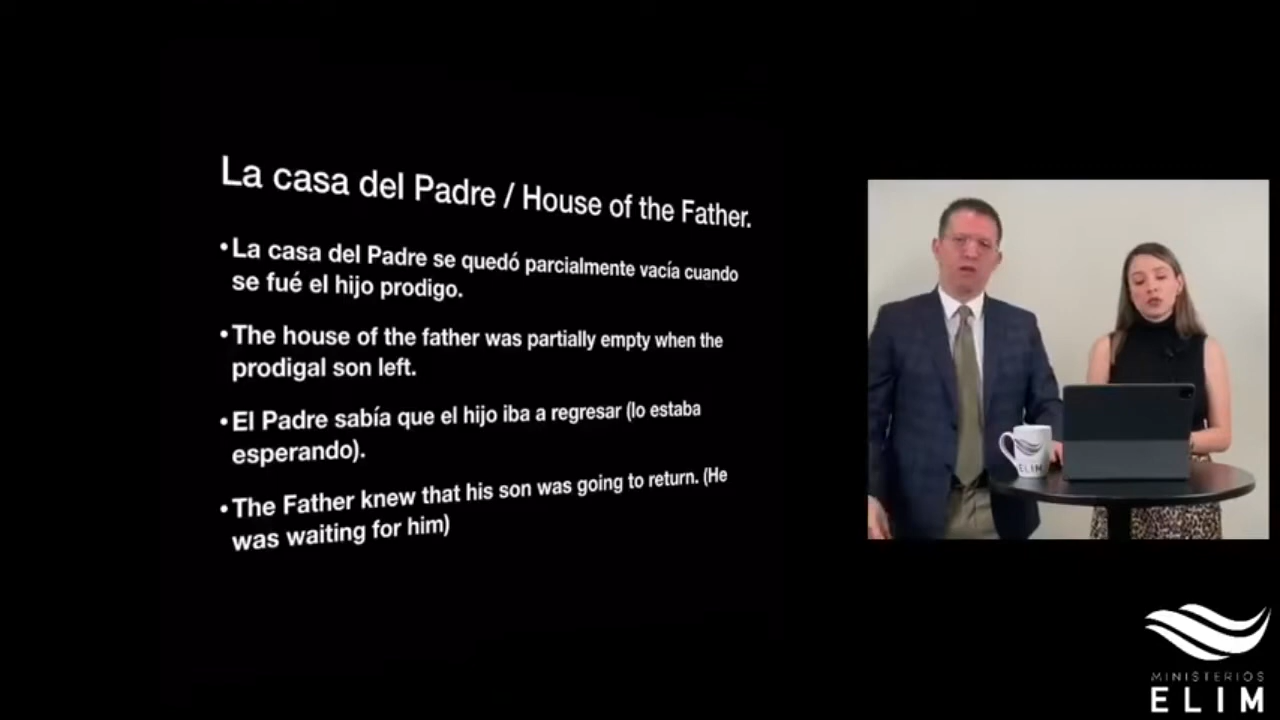 La casa del Padre / House of the Father.
•La casa del Padre se quedó parcialmente vacía cuando
se fué el hijo prodigo.
•The house of the father was partially empty when the
prodigal son left.
•El Padre sabía que el hijo iba a regresar (lo estaba
esperando).
•The Father knew that his son was going to return. (He
was waiting for him)
ELIM
MINISTERIOS
ELIM